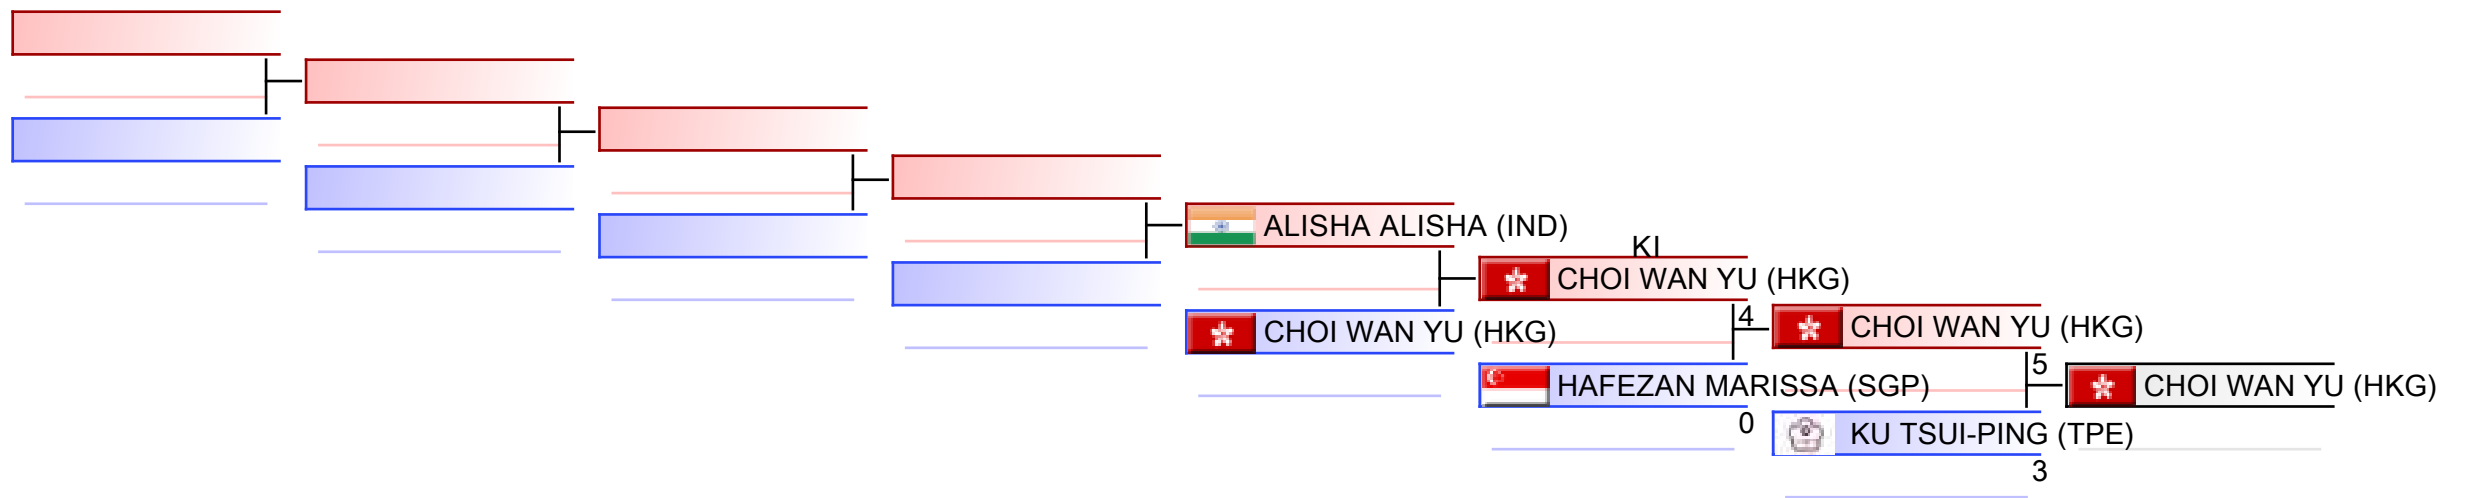 ALISHA ALISHA (IND)
KI
CHOI WAN YU (HKG)
CHOI WAN YU (HKG)
4
CHOI WAN YU (HKG)
HAFEZAN MARISSA (SGP)
5
CHOI WAN YU (HKG)
0
KU TSUI-PING (TPE)
3